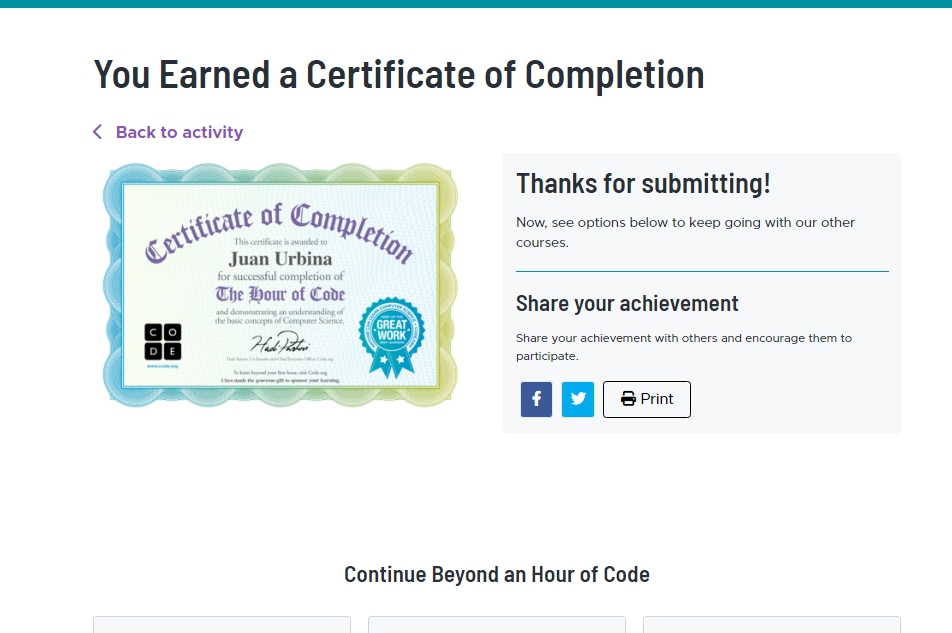 You Earned a Certificate of Completion
Back to activity
Certificate of Completion
This certificate is awarded to
Juan Urbina
for successful completion of
The Hour of Code
and demonstrating an understanding of
the basic concepts of Computer Science.
GREAT
WORK
C O
D E
www.code.org
Hadi Partovi, Co-founder and Chief Executive Officer Code.org
To learn beyond your first hour, visit Code.org
Cisco made the generous gift to sponsor your learning.
Thanks for submitting!
Now, see options below to keep going with our other
courses.
Share your achievement
Share your achievement with others and encourage them to
participate.
Print
Continue Beyond an Hour of Code